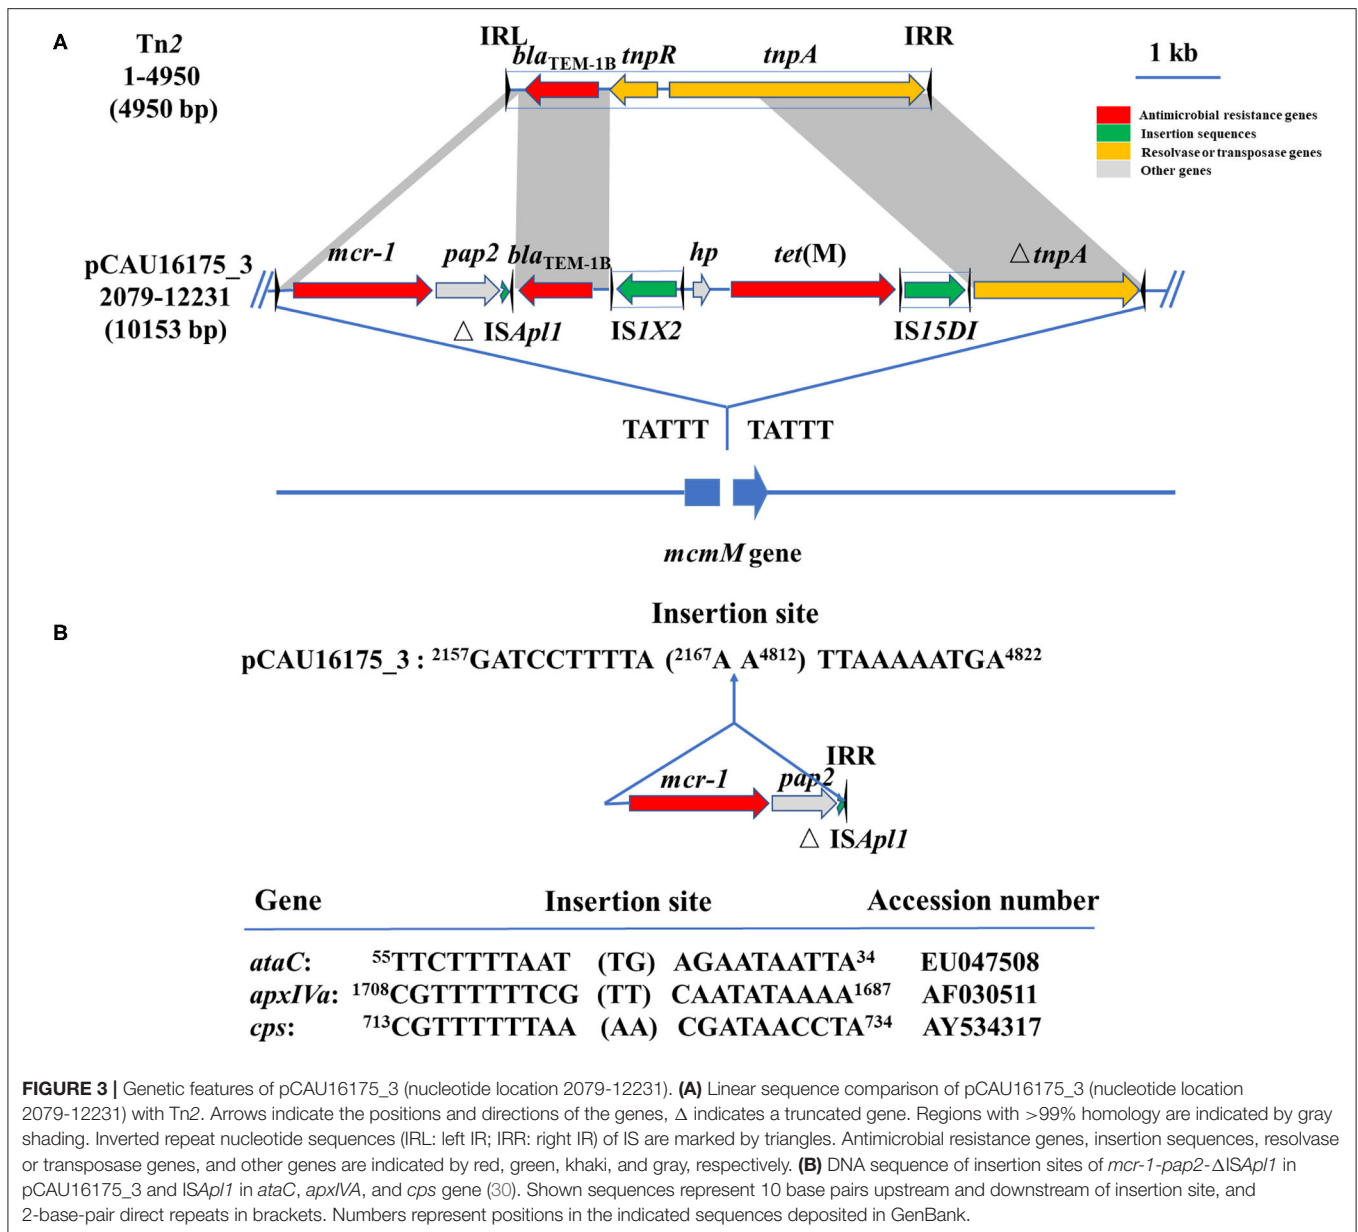 A
Tn2
1-4950
(4950 bp)
IRL
IRR
blaTEM-1B tnpR tnpA
1 kb
Antimicrobial resistance genes
Insertion sequences
Resolvase or transposase genes
Other genes
pCAU16175_3
2079-12231
(10153 bp)
mcr-1 pap2 blaTEM-1B hp tet(M) △tnpA
△ ISApl1 IS1X2 IS15DI
TATTT TATTT
mcmM gene
B
Insertion site
pCAU16175_3 : ²¹⁵⁷GATCCTTTTA (²¹⁶⁷A A⁴⁸¹²) TTAAAAATGA⁴⁸²²
IRR
mcr-1 pap2
△ ISApl1
Gene Insertion site Accession number
ataC: ⁵⁵TTCTTTTAAT (TG) AGAATAATTA³⁴ EU047508
apxIVa: ¹⁷⁰⁸CGTTTTTTCG (TT) CAATATAAAA¹⁶⁸⁷ AF030511
cps: ⁷¹³CGTTTTTTAA (AA) CGATAACCTA⁷³⁴ AY534317
FIGURE 3 | Genetic features of pCAU16175_3 (nucleotide location 2079-12231). (A) Linear sequence comparison of pCAU16175_3 (nucleotide location
2079-12231) with Tn2. Arrows indicate the positions and directions of the genes, Δ indicates a truncated gene. Regions with >99% homology are indicated by gray
shading. Inverted repeat nucleotide sequences (IRL: left IR; IRR: right IR) of IS are marked by triangles. Antimicrobial resistance genes, insertion sequences, resolvase
or transposase genes, and other genes are indicated by red, green, khaki, and gray, respectively. (B) DNA sequence of insertion sites of mcr-1-pap2-ΔISApl1 in
pCAU16175_3 and ISApl1 in ataC, apxIVA, and cps gene (30). Shown sequences represent 10 base pairs upstream and downstream of insertion site, and
2-base-pair direct repeats in brackets. Numbers represent positions in the indicated sequences deposited in GenBank.